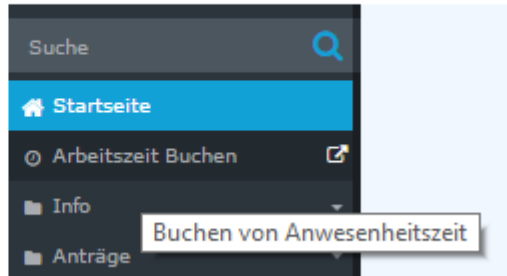 Suche
Startseite
Arbeitszeit Buchen
Info
Buchen von Anwesenheitszeit
Anträge